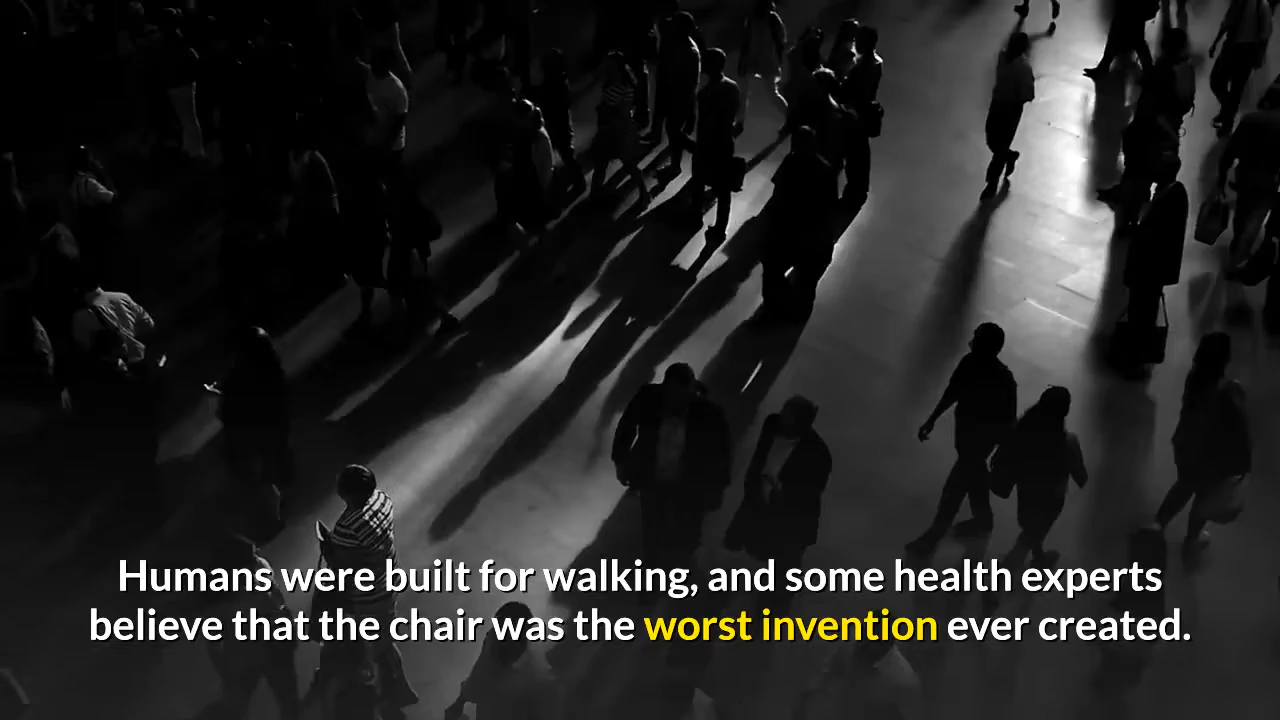 Humans were built for walking, and some health experts
believe that the chair was the worst invention ever created.